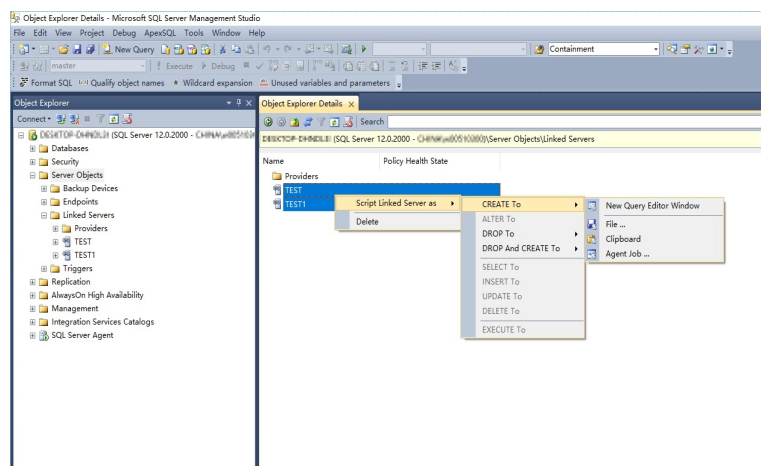 Object Explorer Details - Microsoft SQL Server Management Studio
File Edit View Project Debug ApexSQL Tools Window Help
New Query Containment
master Execute Debug
Format SQL Qualify object names Wildcard expansion Unused variables and parameters
Object Explorer
Connect
(SQL Server 12.0.2000 -
Databases
Security
Server Objects
Backup Devices
Endpoints
Linked Servers
Providers
TEST
TEST1
Triggers
Replication
AlwaysOn High Availability
Management
Integration Services Catalogs
SQL Server Agent
Object Explorer Details
Search
(SQL Server 12.0.2000 - \Server Objects\Linked Servers
Name Policy Health State
Providers
TEST
TEST1
Script Linked Server as
Delete
CREATE To
ALTER To
DROP To
DROP And CREATE To
SELECT To
INSERT To
UPDATE To
DELETE To
EXECUTE To
New Query Editor Window
File ...
Clipboard
Agent Job ...